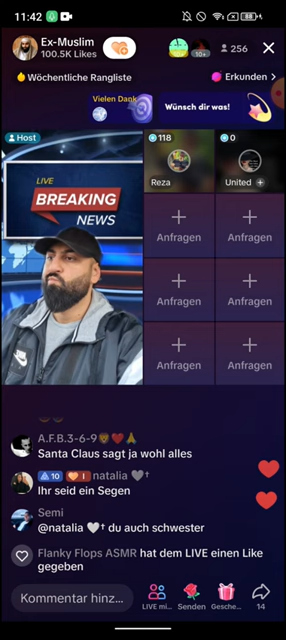 11:42
88
Ex-Muslim
100.5K Likes
10+
256
Wöchentliche Rangliste
Erkunden
Vielen Dank
Wünsch dir was!
Host
118
0
LIVE
BREAKING
NEWS
Reza
United
Anfragen
Anfragen
Anfragen
Anfragen
Anfragen
Anfragen
A.F.B.3-6-9🦁❤️🙏
Santa Claus sagt ja wohl alles
10 I natalia 🤍†
Ihr seid ein Segen
Semi
@natalia 🤍† du auch schwester
Flanky Flops ASMR hat dem LIVE einen Like
gegeben
Kommentar hinz...
LIVE mi...
Senden
Gesche...
14